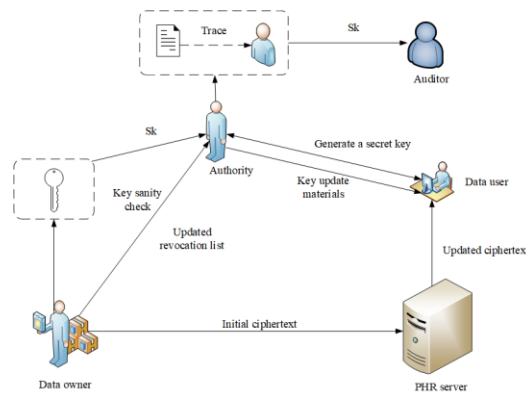 Trace
Sk
Auditor
Sk
Authority
Generate a secret key
Key update
materials
Data user
Key sanity
check
Updated
revocation list
Updated ciphertex
Initial ciphertext
Data owner
PHR server